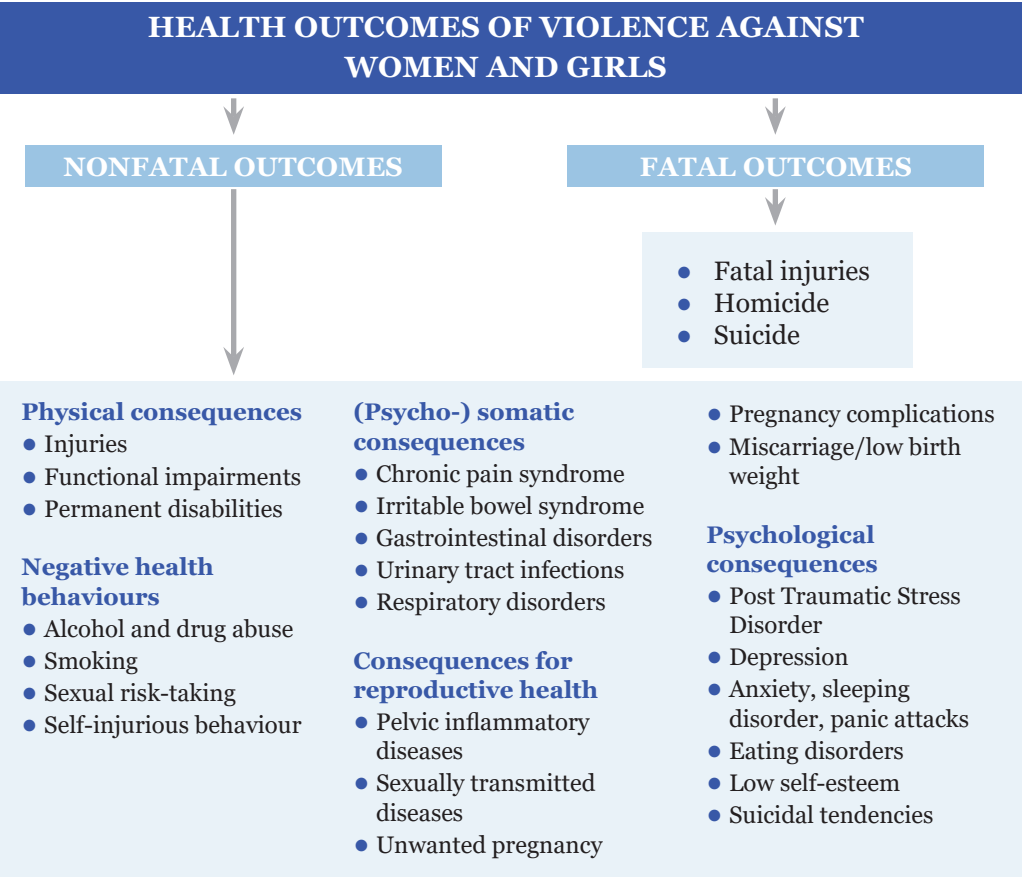 HEALTH OUTCOMES OF VIOLENCE AGAINST
WOMEN AND GIRLS
NONFATAL OUTCOMES
FATAL OUTCOMES
● Fatal injuries
● Homicide
● Suicide
Physical consequences
● Injuries
● Functional impairments
● Permanent disabilities
Negative health
behaviours
● Alcohol and drug abuse
● Smoking
● Sexual risk-taking
● Self-injurious behaviour
(Psycho-) somatic
consequences
● Chronic pain syndrome
● Irritable bowel syndrome
● Gastrointestinal disorders
● Urinary tract infections
● Respiratory disorders
Consequences for
reproductive health
● Pelvic inflammatory
diseases
● Sexually transmitted
diseases
● Unwanted pregnancy
● Pregnancy complications
● Miscarriage/low birth
weight
Psychological
consequences
● Post Traumatic Stress
Disorder
● Depression
● Anxiety, sleeping
disorder, panic attacks
● Eating disorders
● Low self-esteem
● Suicidal tendencies